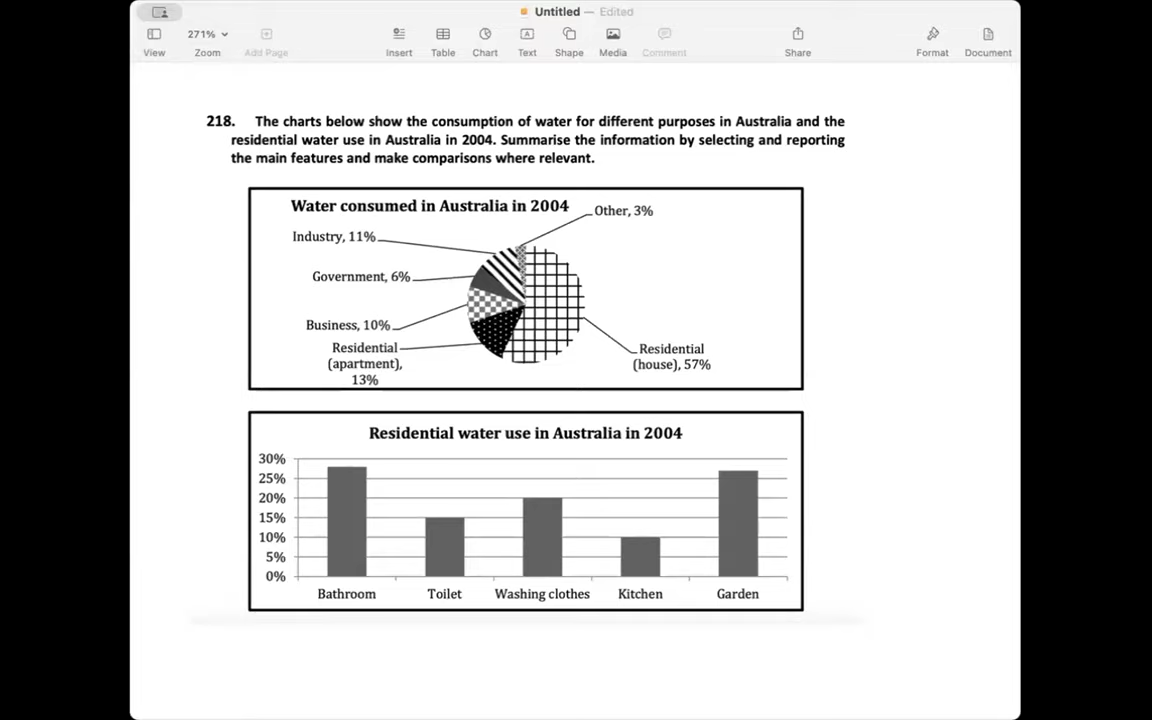 Untitled — Edited
271%
View
Zoom
Add Page
Insert
Table
Chart
Text
Shape
Media
Comment
Share
Format
Document
218. The charts below show the consumption of water for different purposes in Australia and the
residential water use in Australia in 2004. Summarise the information by selecting and reporting
the main features and make comparisons where relevant.
Water consumed in Australia in 2004
Other, 3%
Industry, 11%
Government, 6%
Business, 10%
Residential
(apartment),
13%
Residential
(house), 57%
Residential water use in Australia in 2004
30%
25%
20%
15%
10%
5%
0%
Bathroom
Toilet
Washing clothes
Kitchen
Garden